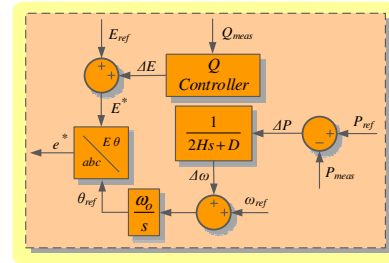 E_ref
Q_meas
+
+
ΔE
Q
Controller
E*
e*
E θ
abc
1
2Hs+D
ΔP
+
−
P_ref
P_meas
Δω
θ_ref
ω_o
s
+
+
ω_ref